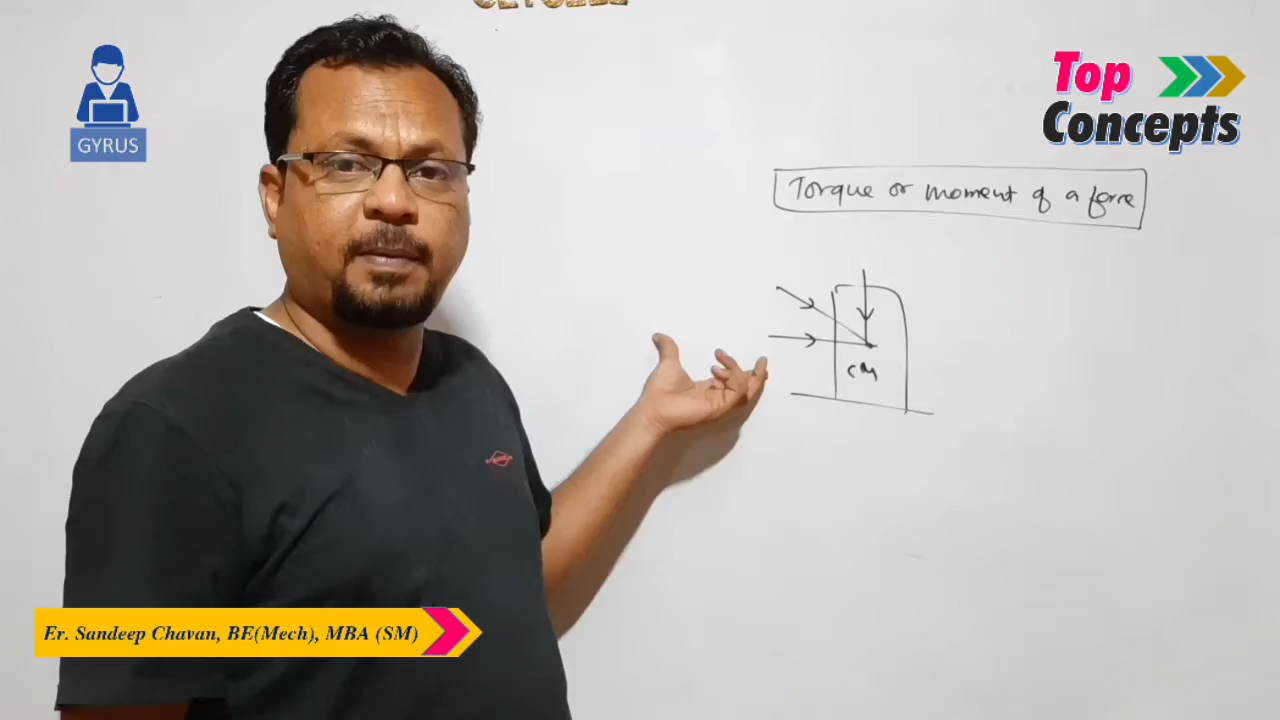 GYRUS
Top
Concepts
Torque or moment of a force
CM
Er. Sandeep Chavan, BE(Mech), MBA (SM)